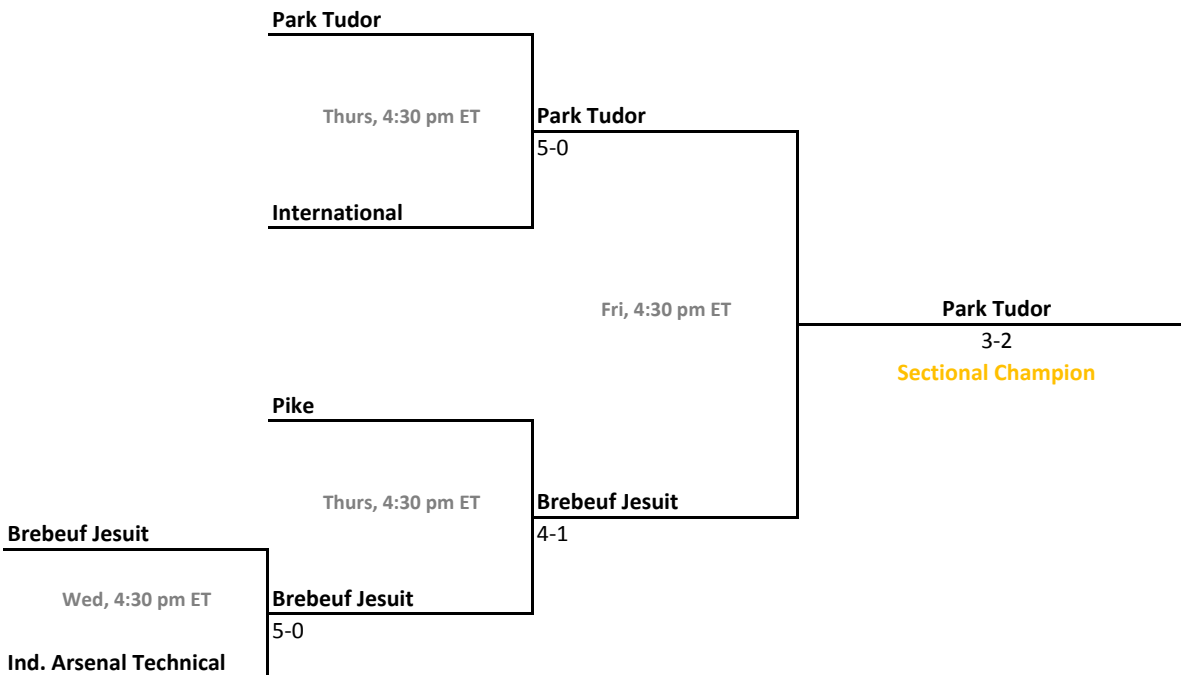 Park Tudor
Thurs, 4:30 pm ET
Park Tudor
5-0
International
Fri, 4:30 pm ET
Park Tudor
3-2
Sectional Champion
Pike
Thurs, 4:30 pm ET
Brebeuf Jesuit
4-1
Brebeuf Jesuit
Wed, 4:30 pm ET
Brebeuf Jesuit
5-0
Ind. Arsenal Technical